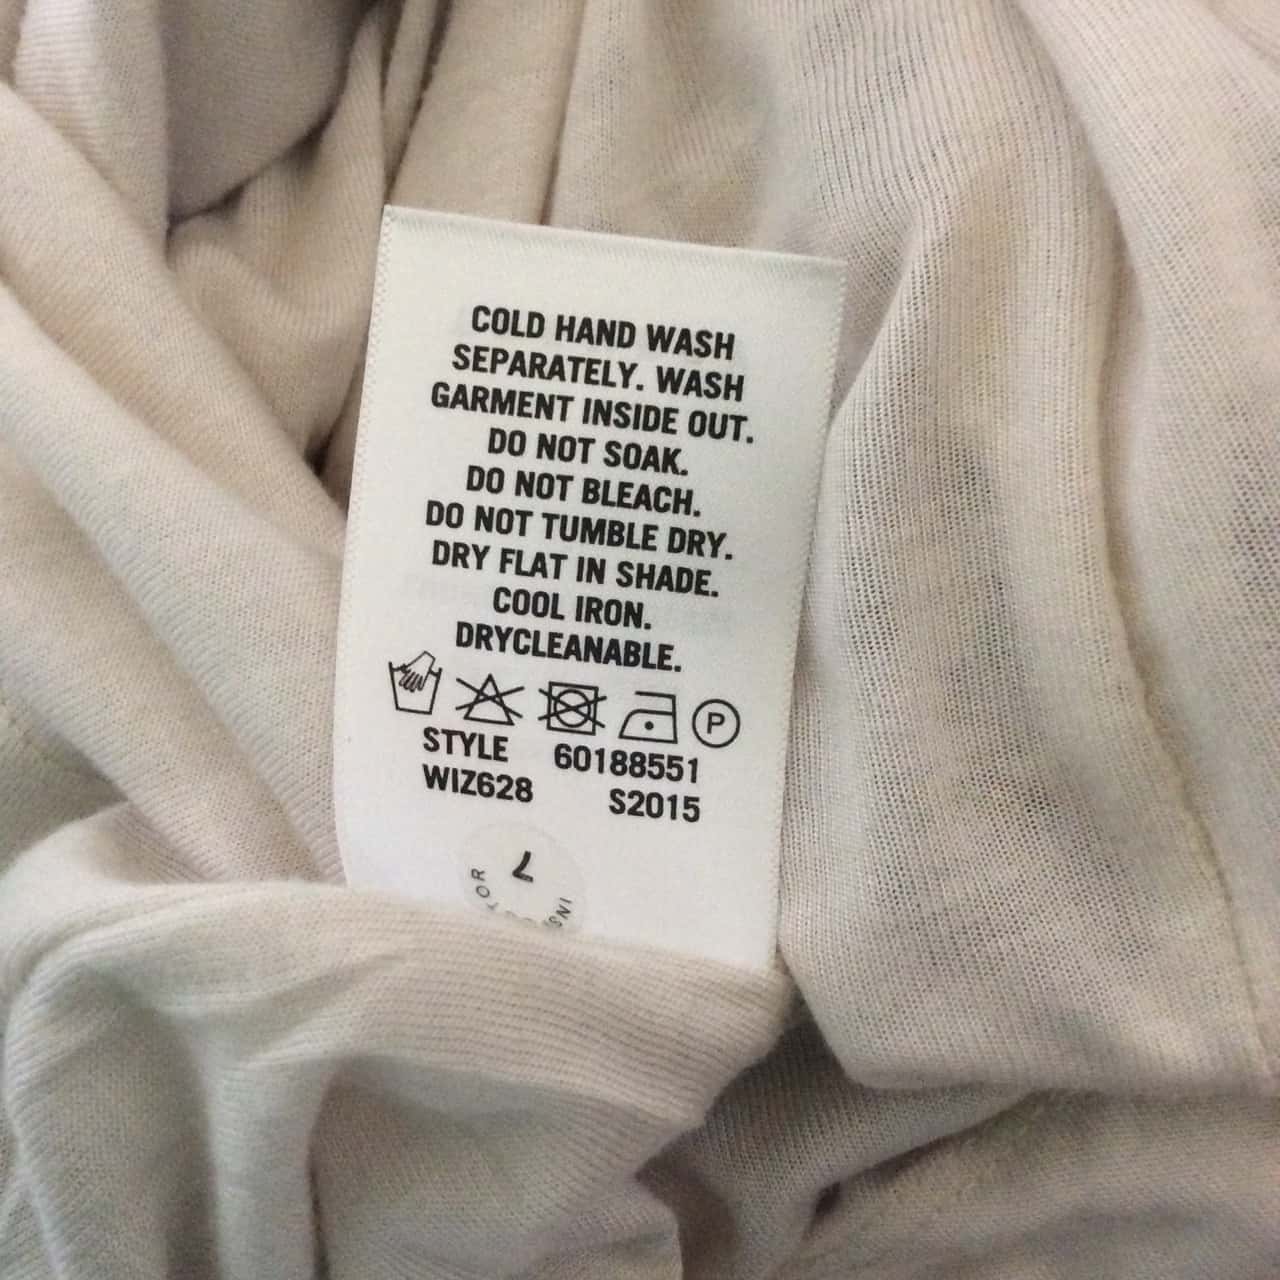 COLD HAND WASH
SEPARATELY. WASH
GARMENT INSIDE OUT.
DO NOT SOAK.
DO NOT BLEACH.
DO NOT TUMBLE DRY.
DRY FLAT IN SHADE.
COOL IRON.
DRYCLEANABLE.
P
STYLE 60188551
WIZ628 S2015
7